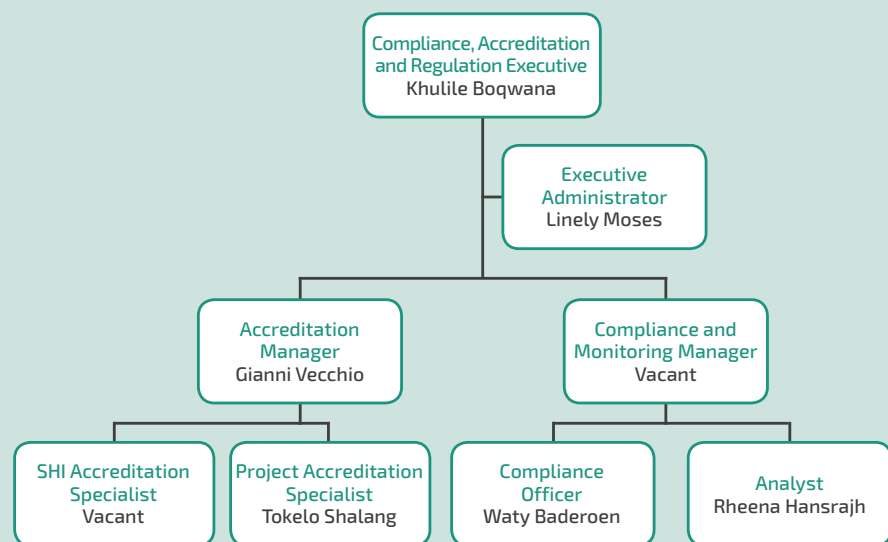 Compliance, Accreditation
and Regulation Executive
Khulile Boqwana
Executive
Administrator
Linely Moses
Accreditation
Manager
Gianni Vecchio
Compliance and
Monitoring Manager
Vacant
SHI Accreditation
Specialist
Vacant
Project Accreditation
Specialist
Tokelo Shalang
Compliance
Officer
Waty Baderoen
Analyst
Rheena Hansrajh